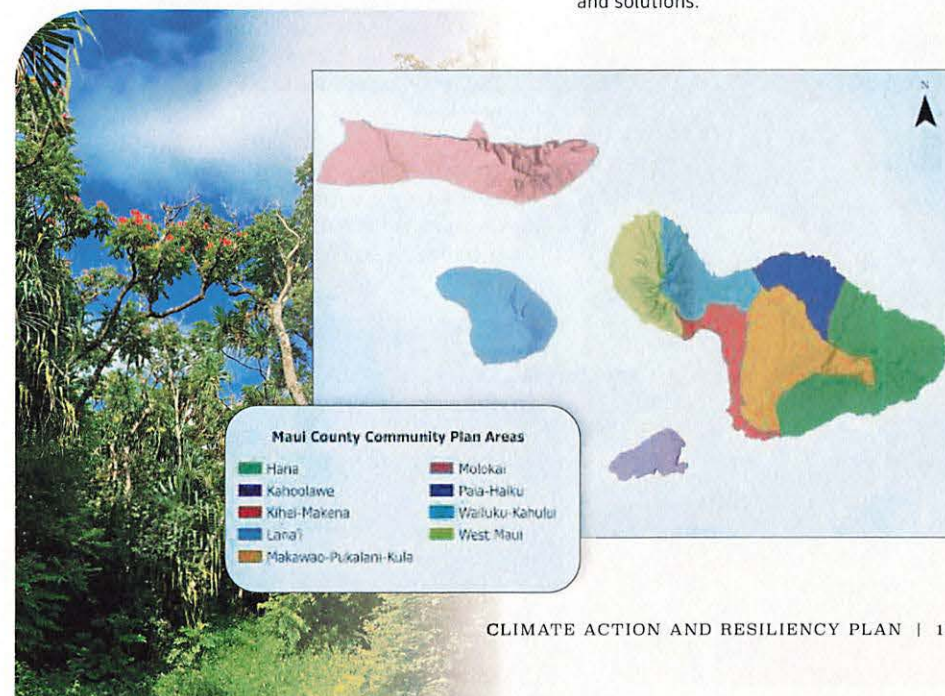 and solutions.
N
Maui County Community Plan Areas
Hana
Kahoolawe
Kihei-Makena
Lana'i
Makawao-Pukalani-Kula
Molokai
Paia-Haiku
Wailuku-Kahului
West Maui
CLIMATE ACTION AND RESILIENCY PLAN | 1